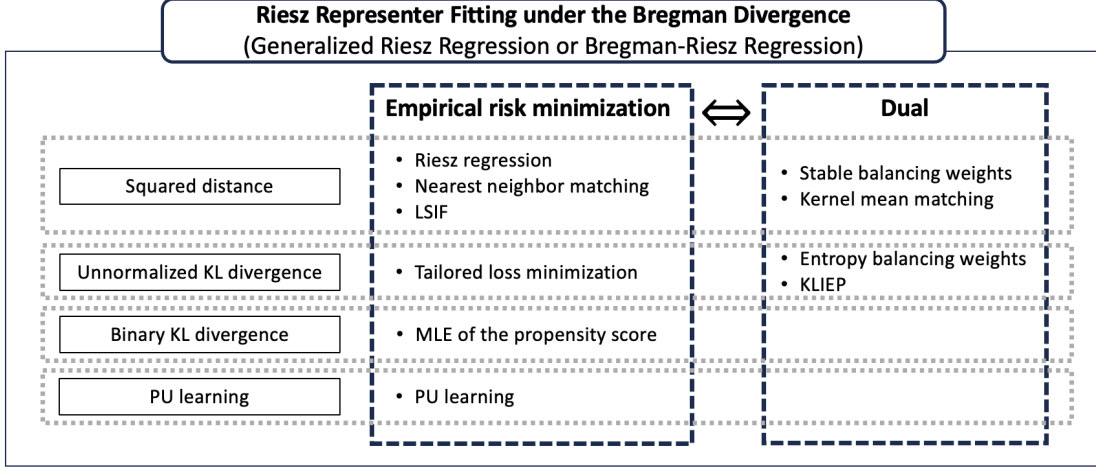 Riesz Representer Fitting under the Bregman Divergence
(Generalized Riesz Regression or Bregman-Riesz Regression)
Empirical risk minimization
Dual
Squared distance
• Riesz regression
• Nearest neighbor matching
• LSIF
• Stable balancing weights
• Kernel mean matching
Unnormalized KL divergence
• Tailored loss minimization
• Entropy balancing weights
• KLIEP
Binary KL divergence
• MLE of the propensity score
PU learning
• PU learning